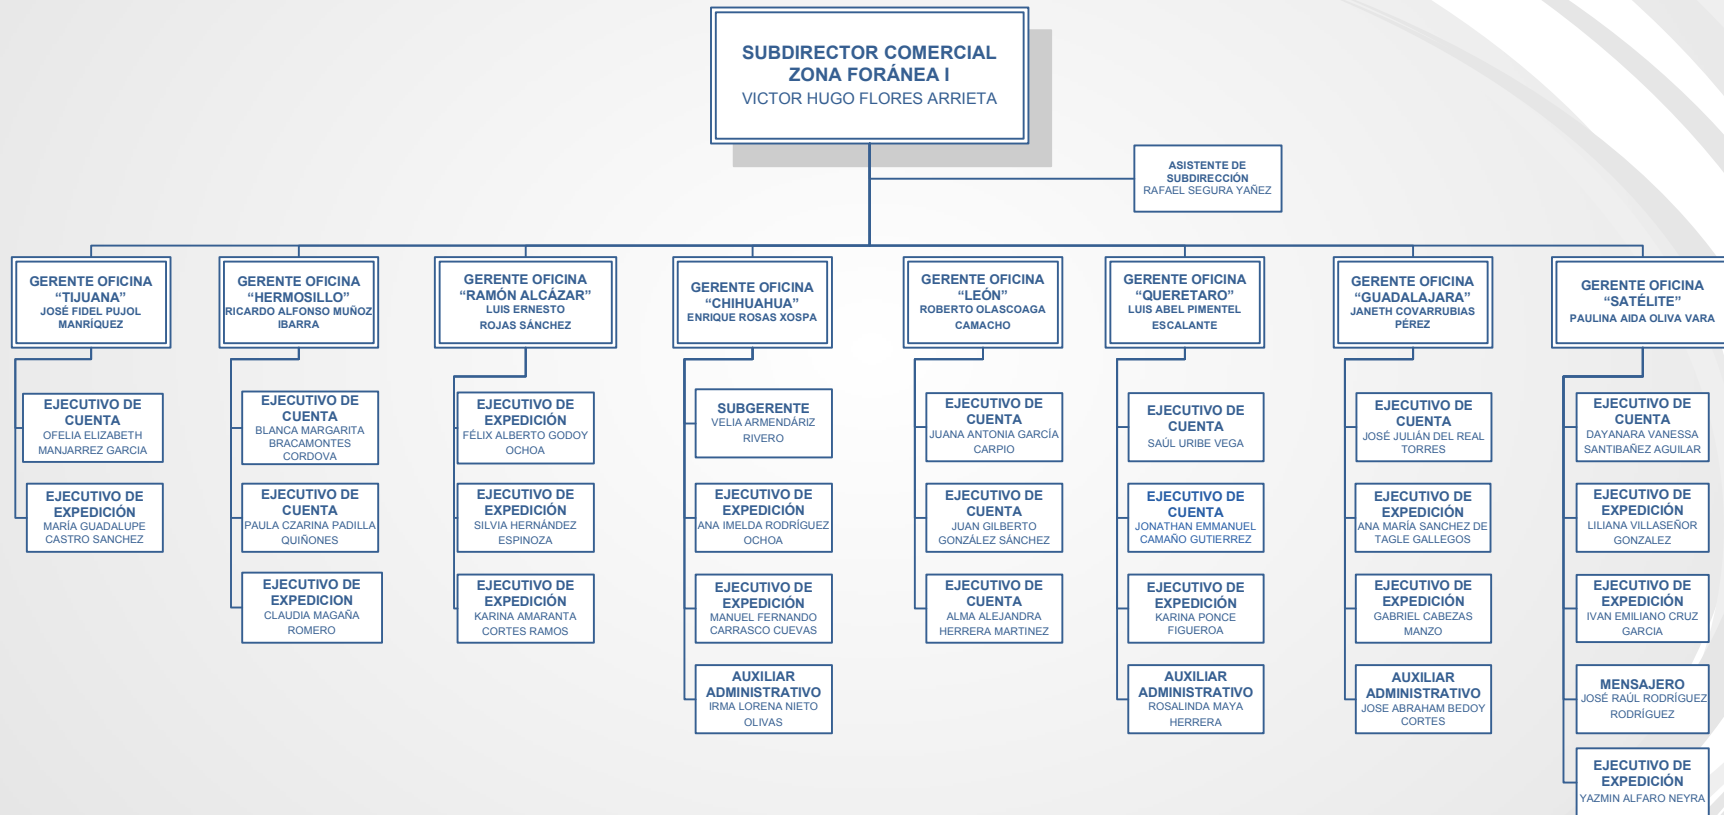 SUBDIRECTOR COMERCIAL
ZONA FORÁNEA I
VICTOR HUGO FLORES ARRIETA
ASISTENTE DE
SUBDIRECCIÓN
RAFAEL SEGURA YAÑEZ
GERENTE OFICINA
“TIJUANA”
JOSÉ FIDEL PUJOL
MANRÍQUEZ
GERENTE OFICINA
“HERMOSILLO”
RICARDO ALFONSO MUÑOZ
IBARRA
GERENTE OFICINA
“RAMÓN ALCÁZAR”
LUIS ERNESTO
ROJAS SÁNCHEZ
GERENTE OFICINA
“CHIHUAHUA”
ENRIQUE ROSAS XOSPA
GERENTE OFICINA
“LEÓN”
ROBERTO OLASCOAGA
CAMACHO
GERENTE OFICINA
“QUERETARO”
LUIS ABEL PIMENTEL
ESCALANTE
GERENTE OFICINA
“GUADALAJARA”
JANETH COVARRUBIAS
PÉREZ
GERENTE OFICINA
“SATÉLITE”
PAULINA AIDA OLIVA VARA
EJECUTIVO DE
CUENTA
OFELIA ELIZABETH
MANJARREZ GARCIA
EJECUTIVO DE
EXPEDICIÓN
MARÍA GUADALUPE
CASTRO SANCHEZ
EJECUTIVO DE
CUENTA
BLANCA MARGARITA
BRACAMONTES
CORDOVA
EJECUTIVO DE
CUENTA
PAULA CZARINA PADILLA
QUIÑONES
EJECUTIVO DE
EXPEDICION
CLAUDIA MAGAÑA
ROMERO
EJECUTIVO DE
EXPEDICIÓN
FÉLIX ALBERTO GODOY
OCHOA
EJECUTIVO DE
EXPEDICIÓN
SILVIA HERNÁNDEZ
ESPINOZA
EJECUTIVO DE
EXPEDICIÓN
KARINA AMARANTA
CORTES RAMOS
SUBGERENTE
VELIA ARMENDÁRIZ
RIVERO
EJECUTIVO DE
EXPEDICIÓN
ANA IMELDA RODRÍGUEZ
OCHOA
EJECUTIVO DE
EXPEDICIÓN
MANUEL FERNANDO
CARRASCO CUEVAS
AUXILIAR
ADMINISTRATIVO
IRMA LORENA NIETO
OLIVAS
EJECUTIVO DE
CUENTA
JUANA ANTONIA GARCÍA
CARPIO
EJECUTIVO DE
CUENTA
JUAN GILBERTO
GONZÁLEZ SÁNCHEZ
EJECUTIVO DE
CUENTA
ALMA ALEJANDRA
HERRERA MARTINEZ
EJECUTIVO DE
CUENTA
SAÚL URIBE VEGA
EJECUTIVO DE
CUENTA
JONATHAN EMMANUEL
CAMAÑO GUTIERREZ
EJECUTIVO DE
EXPEDICIÓN
KARINA PONCE
FIGUEROA
AUXILIAR
ADMINISTRATIVO
ROSALINDA MAYA
HERRERA
EJECUTIVO DE
CUENTA
JOSÉ JULIÁN DEL REAL
TORRES
EJECUTIVO DE
EXPEDICIÓN
ANA MARÍA SANCHEZ DE
TAGLE GALLEGOS
EJECUTIVO DE
EXPEDICIÓN
GABRIEL CABEZAS
MANZO
AUXILIAR
ADMINISTRATIVO
JOSE ABRAHAM BEDOY
CORTES
EJECUTIVO DE
CUENTA
DAYANARA VANESSA
SANTIBAÑEZ AGUILAR
EJECUTIVO DE
EXPEDICIÓN
LILIANA VILLASEÑOR
GONZALEZ
EJECUTIVO DE
EXPEDICIÓN
IVAN EMILIANO CRUZ
GARCIA
MENSAJERO
JOSÉ RAÚL RODRÍGUEZ
RODRÍGUEZ
EJECUTIVO DE
EXPEDICIÓN
YAZMIN ALFARO NEYRA